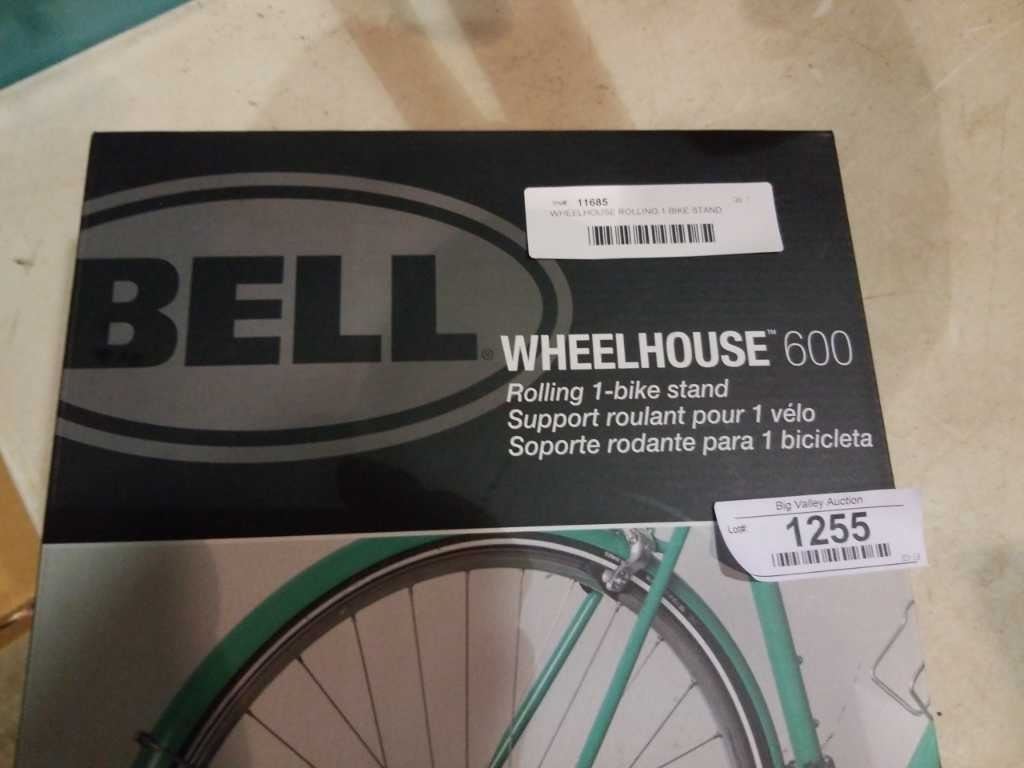 11685
WHEELHOUSE ROLLING 1 BIKE STAND
BELL®
WHEELHOUSE™ 600
Rolling 1-bike stand
Support roulant pour 1 vélo
Soporte rodante para 1 bicicleta
Big Valley Auction
Lot#: 1255